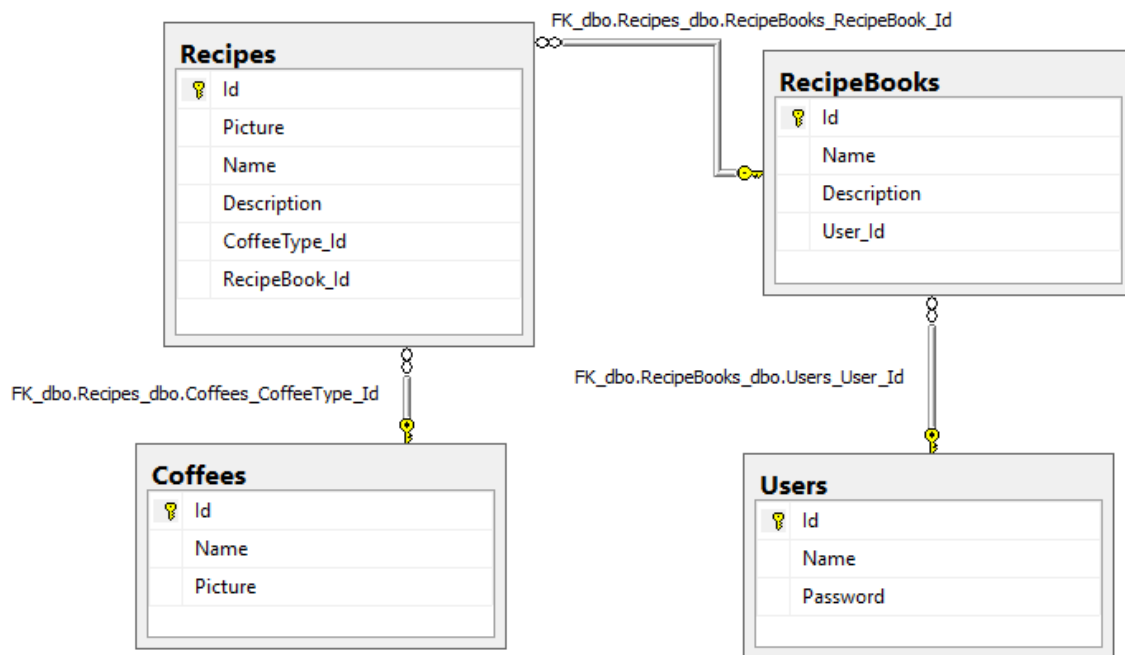 FK_dbo.Recipes_dbo.RecipeBooks_RecipeBook_Id
Recipes
Id
Picture
Name
Description
CoffeeType_Id
RecipeBook_Id
RecipeBooks
Id
Name
Description
User_Id
FK_dbo.Recipes_dbo.Coffees_CoffeeType_Id
FK_dbo.RecipeBooks_dbo.Users_User_Id
Coffees
Id
Name
Picture
Users
Id
Name
Password